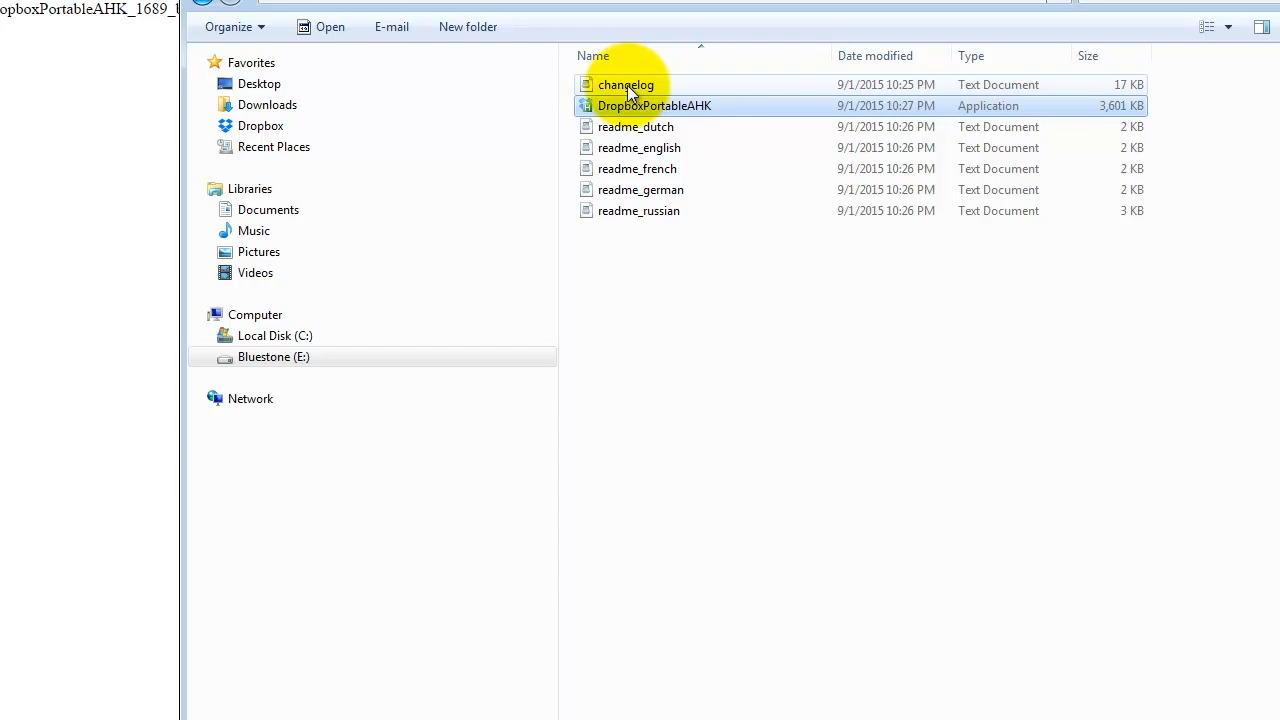 opboxPortableAHK_1689_
Organize Open E-mail New folder
Name Date modified Type Size
Favorites
Desktop
Downloads
Dropbox
Recent Places
Libraries
Documents
Music
Pictures
Videos
Computer
Local Disk (C:)
Bluestone (E:)
Network
changelog 9/1/2015 10:25 PM Text Document 17 KB
DropboxPortableAHK 9/1/2015 10:27 PM Application 3,601 KB
readme_dutch 9/1/2015 10:26 PM Text Document 2 KB
readme_english 9/1/2015 10:26 PM Text Document 2 KB
readme_french 9/1/2015 10:26 PM Text Document 2 KB
readme_german 9/1/2015 10:26 PM Text Document 2 KB
readme_russian 9/1/2015 10:26 PM Text Document 3 KB